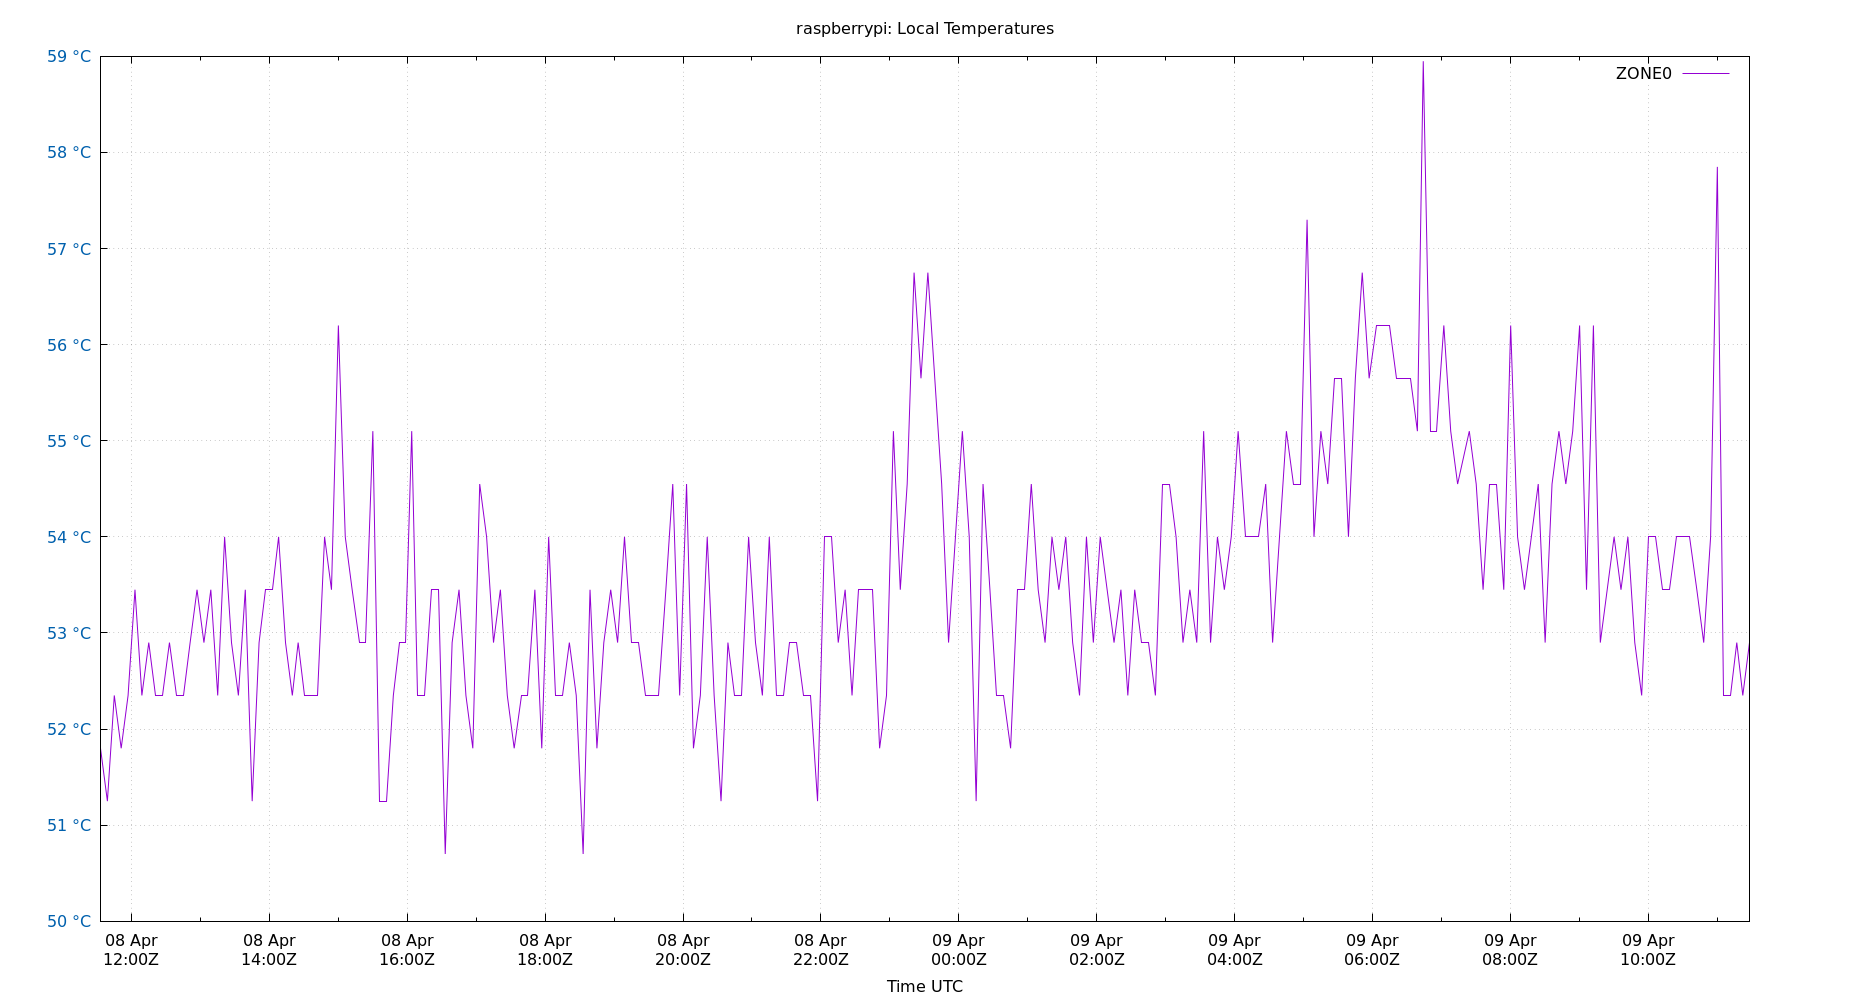 raspberrypi: Local Temperatures
59 °C
ZONE0
58 °C
57 °C
56 °C
55 °C
54 °C
53 °C
52 °C
51 °C
50 °C
08 Apr 08 Apr 08 Apr 08 Apr 08 Apr 08 Apr 09 Apr 09 Apr 09 Apr 09 Apr 09 Apr 09 Apr
12:00Z 14:00Z 16:00Z 18:00Z 20:00Z 22:00Z 00:00Z 02:00Z 04:00Z 06:00Z 08:00Z 10:00Z
Time UTC